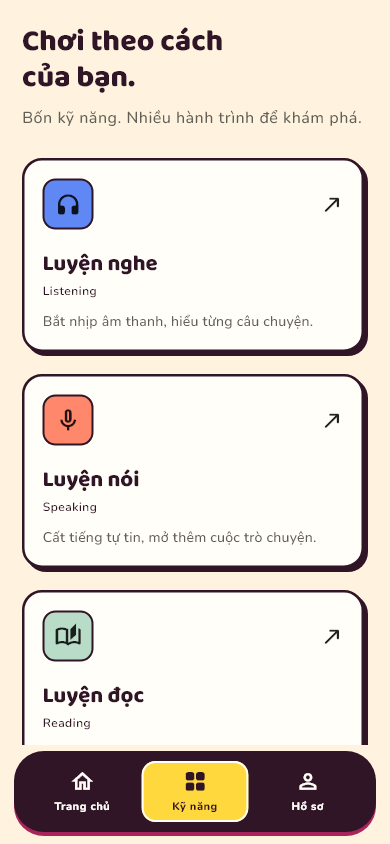 Chơi theo cách
của bạn.
Bốn kỹ năng. Nhiều hành trình để khám phá.
Luyện nghe
Listening
Bắt nhịp âm thanh, hiểu từng câu chuyện.
Luyện nói
Speaking
Cất tiếng tự tin, mở thêm cuộc trò chuyện.
Luyện đọc
Reading
Trang chủ
Kỹ năng
Hồ sơ